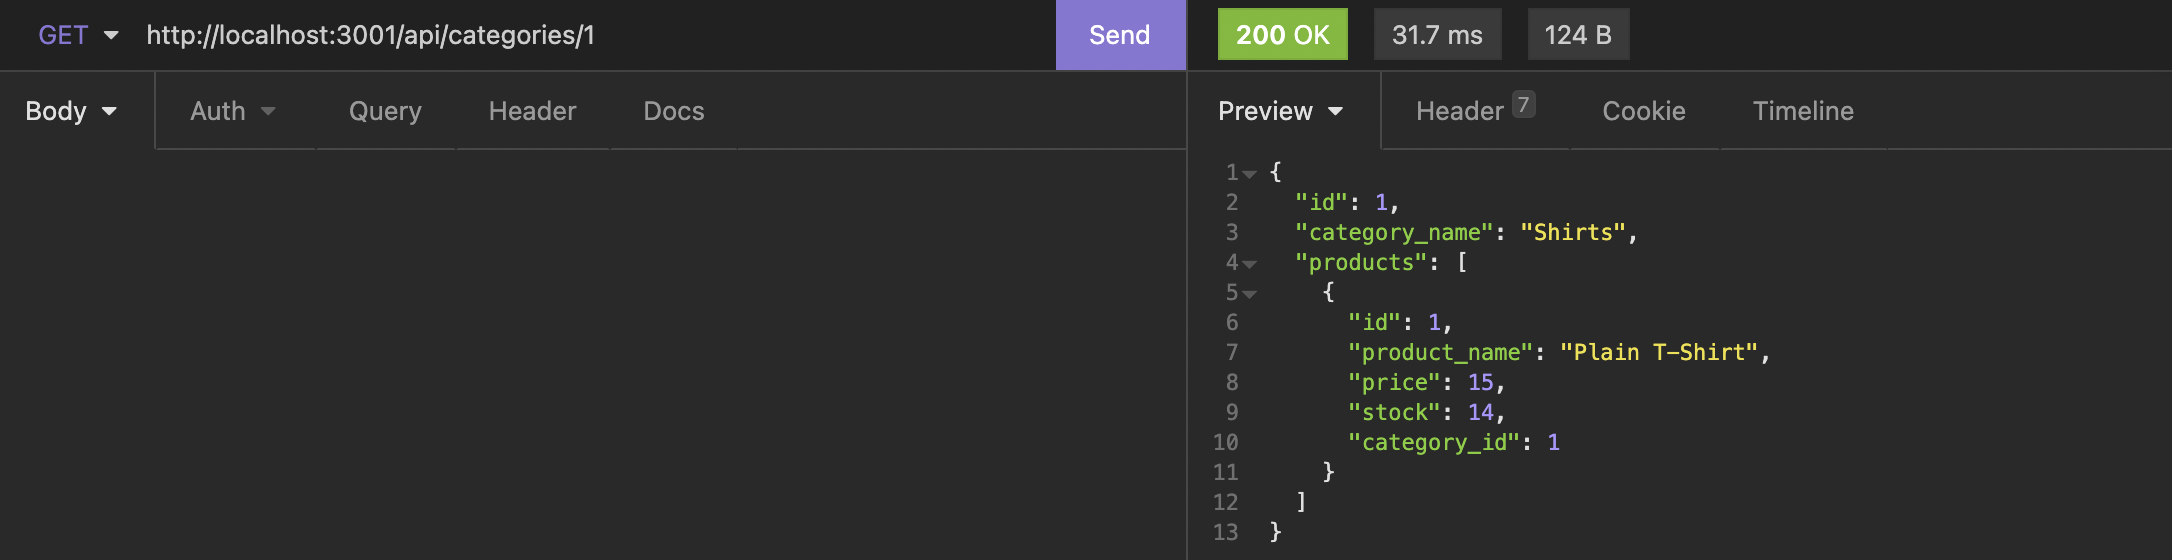 GET http://localhost:3001/api/categories/1 Send 200 OK 31.7 ms 124 B
Body Auth Query Header Docs Preview Header 7 Cookie Timeline
1 {
2 "id": 1,
3 "category_name": "Shirts",
4 "products": [
5 {
6 "id": 1,
7 "product_name": "Plain T-Shirt",
8 "price": 15,
9 "stock": 14,
10 "category_id": 1
11 }
12 ]
13 }